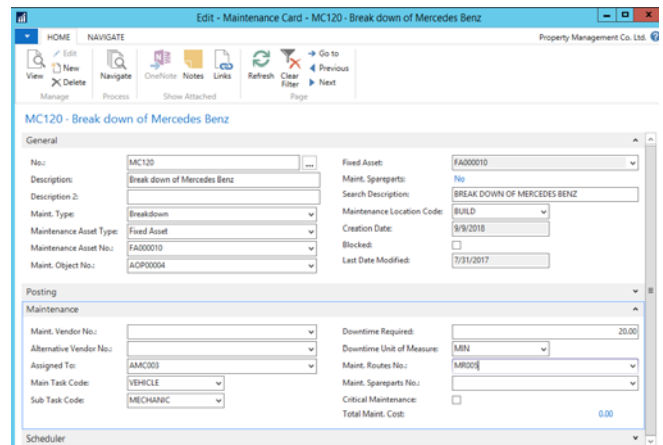 Edit - Maintenance Card - MC120 · Break down of Mercedes Benz
HOME NAVIGATE Property Management Co. Ltd.
View Edit New Delete Navigate OneNote Notes Links Refresh Clear Filter Go to Previous Next
Manage Process Show Attached Page
MC120 · Break down of Mercedes Benz
General
No.: MC120 ... Fixed Asset: FA000010
Description: Break down of Mercedes Benz Maint. Spareparts: No
Description 2: Search Description: BREAK DOWN OF MERCEDES BENZ
Maint. Type: Breakdown Maintenance Location Code: BUILD
Maintenance Asset Type: Fixed Asset Creation Date: 9/9/2018
Maintenance Asset No.: FA000010 Blocked:
Maint. Object No.: AOP00004 Last Date Modified: 7/31/2017
Posting
Maintenance
Maint. Vendor No.: Downtime Required: 20.00
Alternative Vendor No.: Downtime Unit of Measure: MIN
Assigned To: AMC003 Maint. Routes No.: MR005
Main Task Code: VEHICLE Maint. Spareparts No.:
Sub Task Code: MECHANIC Critical Maintenance:
Total Maint. Cost: 0.00
Scheduler